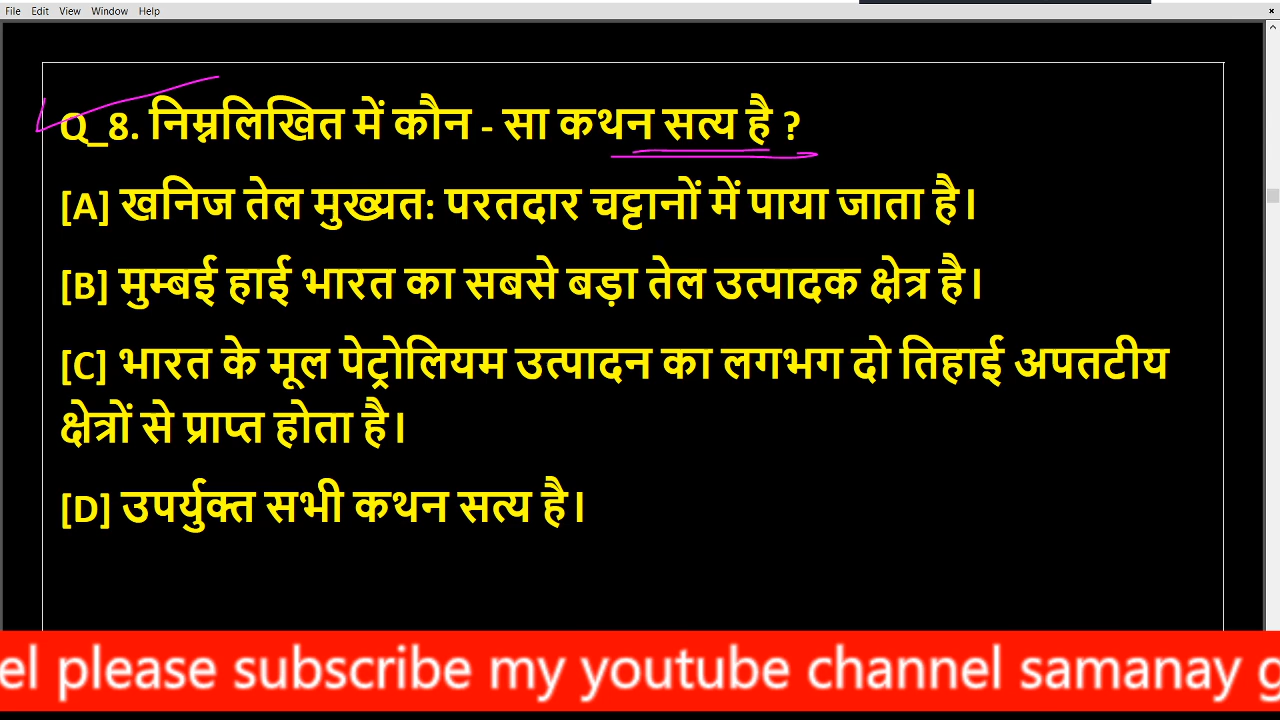 File Edit View Window Help
Q_8. निम्नलिखित में कौन - सा कथन सत्य है ?
[A] खनिज तेल मुख्यतः परतदार चट्टानों में पाया जाता है।
[B] मुम्बई हाई भारत का सबसे बड़ा तेल उत्पादक क्षेत्र है।
[C] भारत के मूल पेट्रोलियम उत्पादन का लगभग दो तिहाई अपतटीय
क्षेत्रों से प्राप्त होता है।
[D] उपर्युक्त सभी कथन सत्य है।
el please subscribe my youtube channel samanay g